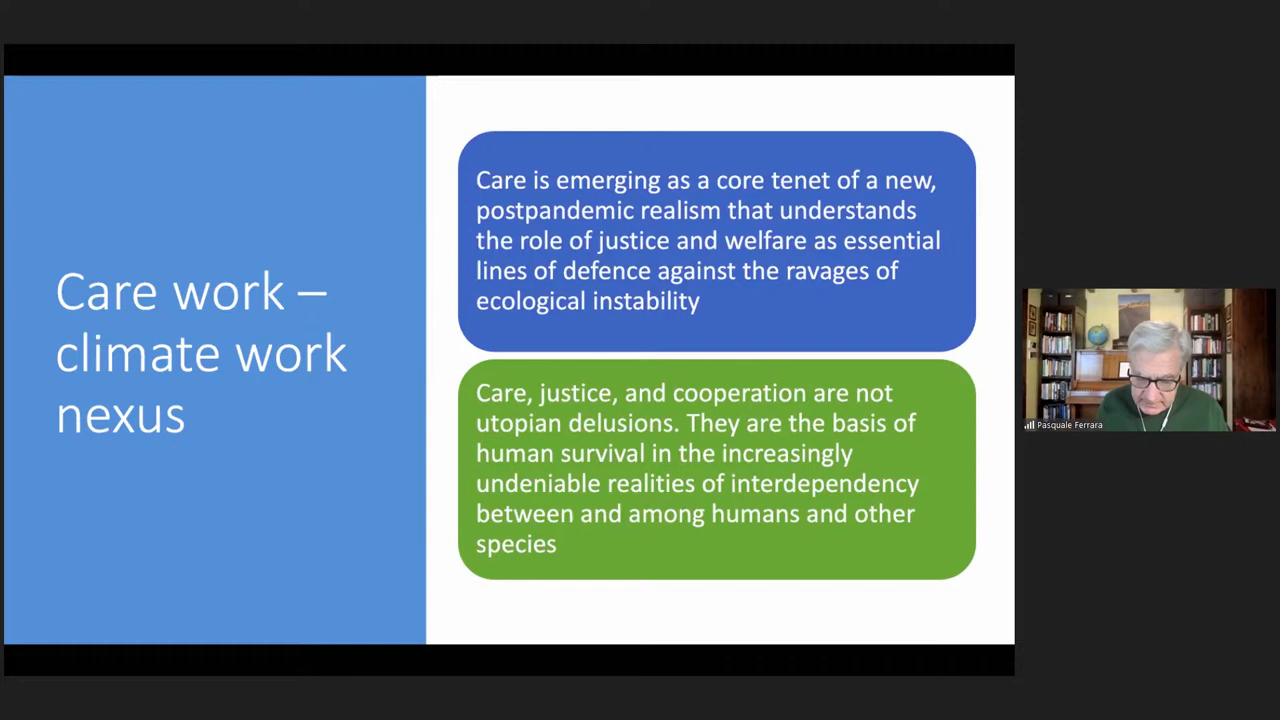 Care work –
climate work
nexus
Care is emerging as a core tenet of a new,
postpandemic realism that understands
the role of justice and welfare as essential
lines of defence against the ravages of
ecological instability
Care, justice, and cooperation are not
utopian delusions. They are the basis of
human survival in the increasingly
undeniable realities of interdependency
between and among humans and other
species
Pasquale Ferrara